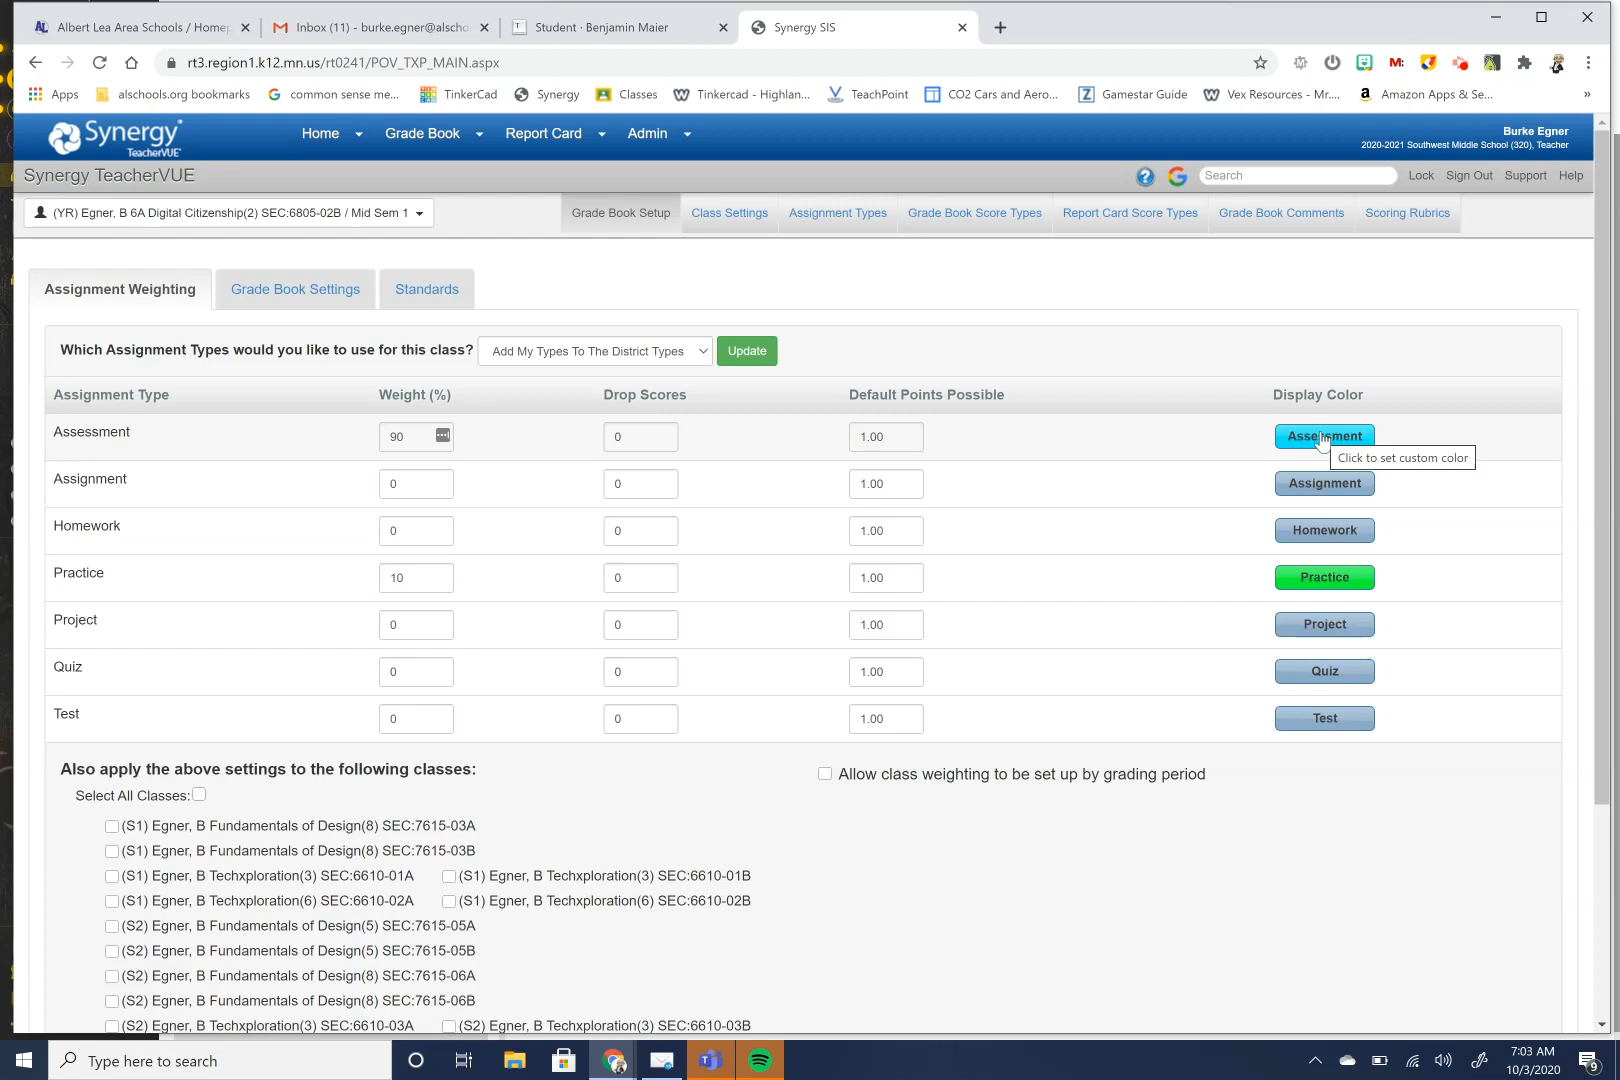 Albert Lea Area Schools / Homep
Inbox (11) - burke.egner@alscho
Student · Benjamin Maier
Synergy SIS
rt3.region1.k12.mn.us/rt0241/POV_TXP_MAIN.aspx
M:
Apps
alschools.org bookmarks
common sense me...
TinkerCad
Synergy
Classes
Tinkercad - Highlan...
TeachPoint
CO2 Cars and Aero...
Gamestar Guide
Vex Resources - Mr....
Amazon Apps & Se...
»
Synergy
TeacherVUE
Home
Grade Book
Report Card
Admin
Burke Egner
2020-2021 Southwest Middle School (320), Teacher
Synergy TeacherVUE
Search
Lock
Sign Out
Support
Help
(YR) Egner, B 6A Digital Citizenship(2) SEC:6805-02B / Mid Sem 1
Grade Book Setup
Class Settings
Assignment Types
Grade Book Score Types
Report Card Score Types
Grade Book Comments
Scoring Rubrics
Assignment Weighting
Grade Book Settings
Standards
Which Assignment Types would you like to use for this class?
Add My Types To The District Types
Update
Assignment Type
Weight (%)
Drop Scores
Default Points Possible
Display Color
Assessment
90
0
1.00
Assessment
Click to set custom color
Assignment
0
0
1.00
Assignment
Homework
0
0
1.00
Homework
Practice
10
0
1.00
Practice
Project
0
0
1.00
Project
Quiz
0
0
1.00
Quiz
Test
0
0
1.00
Test
Also apply the above settings to the following classes:
Allow class weighting to be set up by grading period
Select All Classes:
(S1) Egner, B Fundamentals of Design(8) SEC:7615-03A
(S1) Egner, B Fundamentals of Design(8) SEC:7615-03B
(S1) Egner, B Techxploration(3) SEC:6610-01A
(S1) Egner, B Techxploration(3) SEC:6610-01B
(S1) Egner, B Techxploration(6) SEC:6610-02A
(S1) Egner, B Techxploration(6) SEC:6610-02B
(S2) Egner, B Fundamentals of Design(5) SEC:7615-05A
(S2) Egner, B Fundamentals of Design(5) SEC:7615-05B
(S2) Egner, B Fundamentals of Design(8) SEC:7615-06A
(S2) Egner, B Fundamentals of Design(8) SEC:7615-06B
(S2) Egner, B Techxploration(3) SEC:6610-03A
(S2) Egner, B Techxploration(3) SEC:6610-03B
Type here to search
7:03 AM
10/3/2020
9